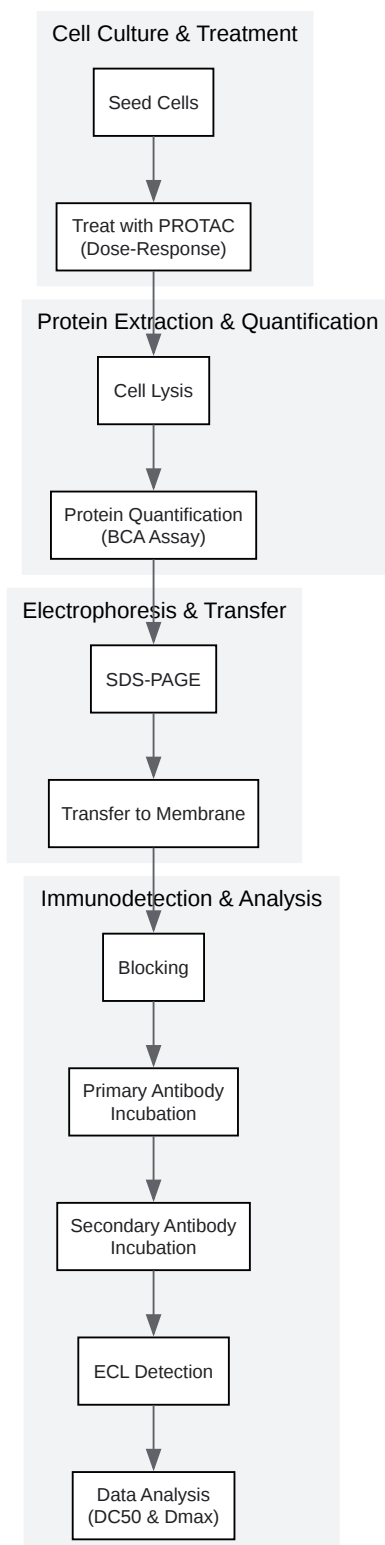 Cell Culture & Treatment
Seed Cells
Treat with PROTAC
(Dose-Response)
Protein Extraction & Quantification
Cell Lysis
Protein Quantification
(BCA Assay)
Electrophoresis & Transfer
SDS-PAGE
Transfer to Membrane
Immunodetection & Analysis
Blocking
Primary Antibody
Incubation
Secondary Antibody
Incubation
ECL Detection
Data Analysis
(DC50 & Dmax)